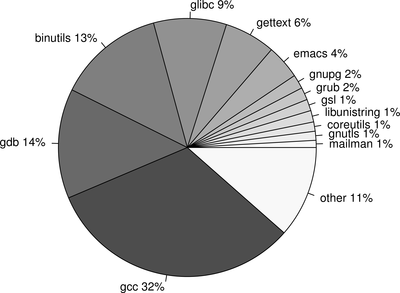 glibc 9%
gettext 6%
binutils 13%
emacs 4%
gnupg 2%
grub 2%
gsl 1%
libunistring 1%
coreutils 1%
gnutls 1%
mailman 1%
gdb 14%
other 11%
gcc 32%